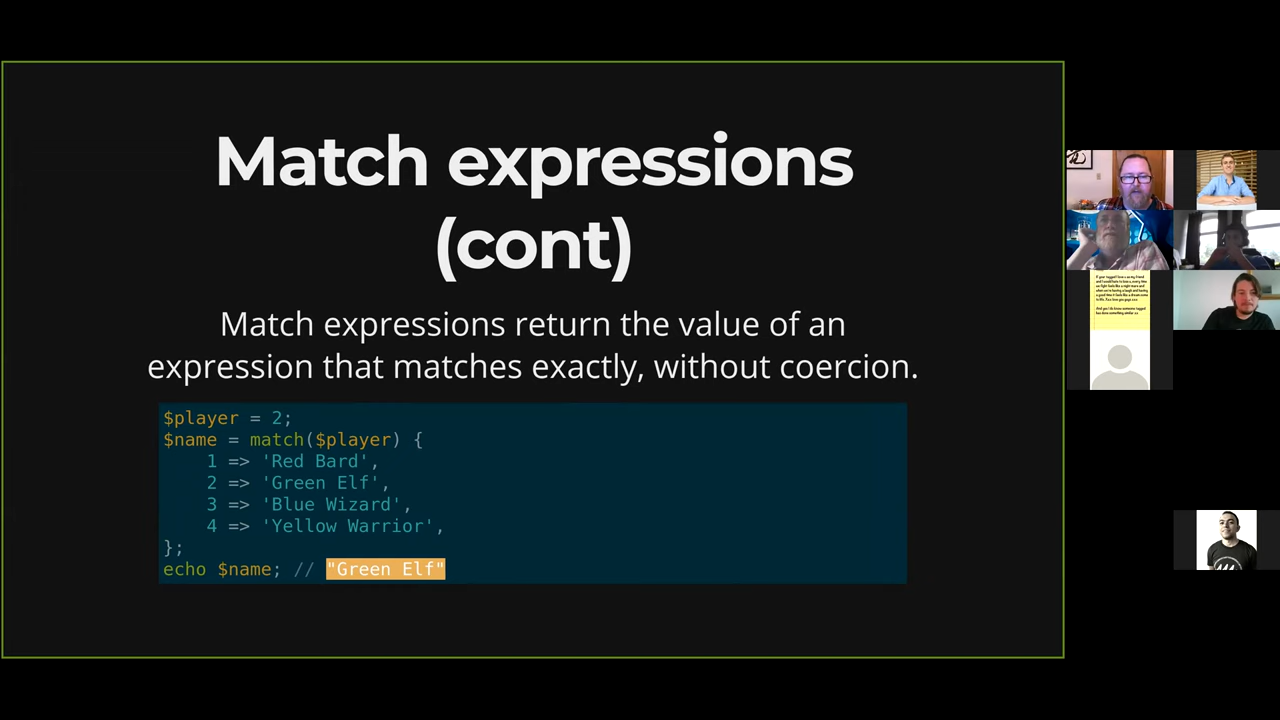 Match expressions
(cont)
Match expressions return the value of an
expression that matches exactly, without coercion.
$player = 2;
$name = match($player) {
    1 => 'Red Bard',
    2 => 'Green Elf',
    3 => 'Blue Wizard',
    4 => 'Yellow Warrior',
};
echo $name; // "Green Elf"